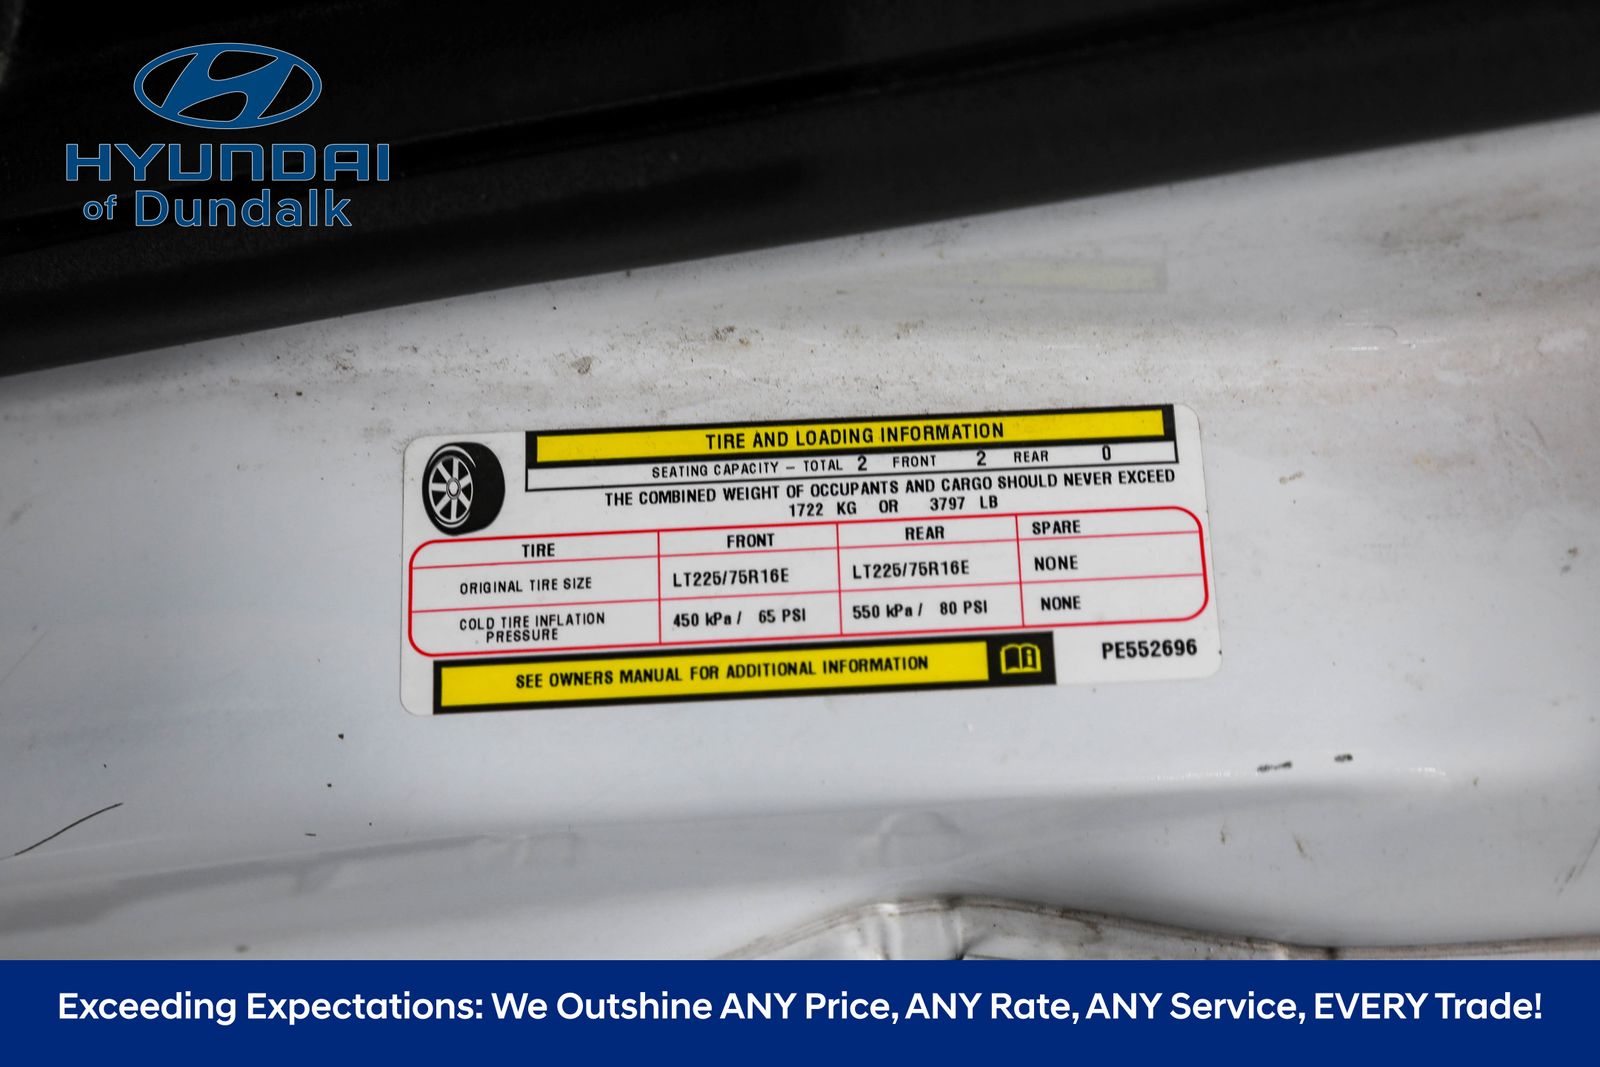 HYUNDAI
of Dundalk
TIRE AND LOADING INFORMATION
SEATING CAPACITY – TOTAL 2 FRONT 2 REAR 0
THE COMBINED WEIGHT OF OCCUPANTS AND CARGO SHOULD NEVER EXCEED
1722 KG OR 3797 LB
TIRE FRONT REAR SPARE
ORIGINAL TIRE SIZE LT225/75R16E LT225/75R16E NONE
COLD TIRE INFLATION PRESSURE 450 kPa / 65 PSI 550 kPa / 80 PSI NONE
SEE OWNERS MANUAL FOR ADDITIONAL INFORMATION
PE552696
Exceeding Expectations: We Outshine ANY Price, ANY Rate, ANY Service, EVERY Trade!